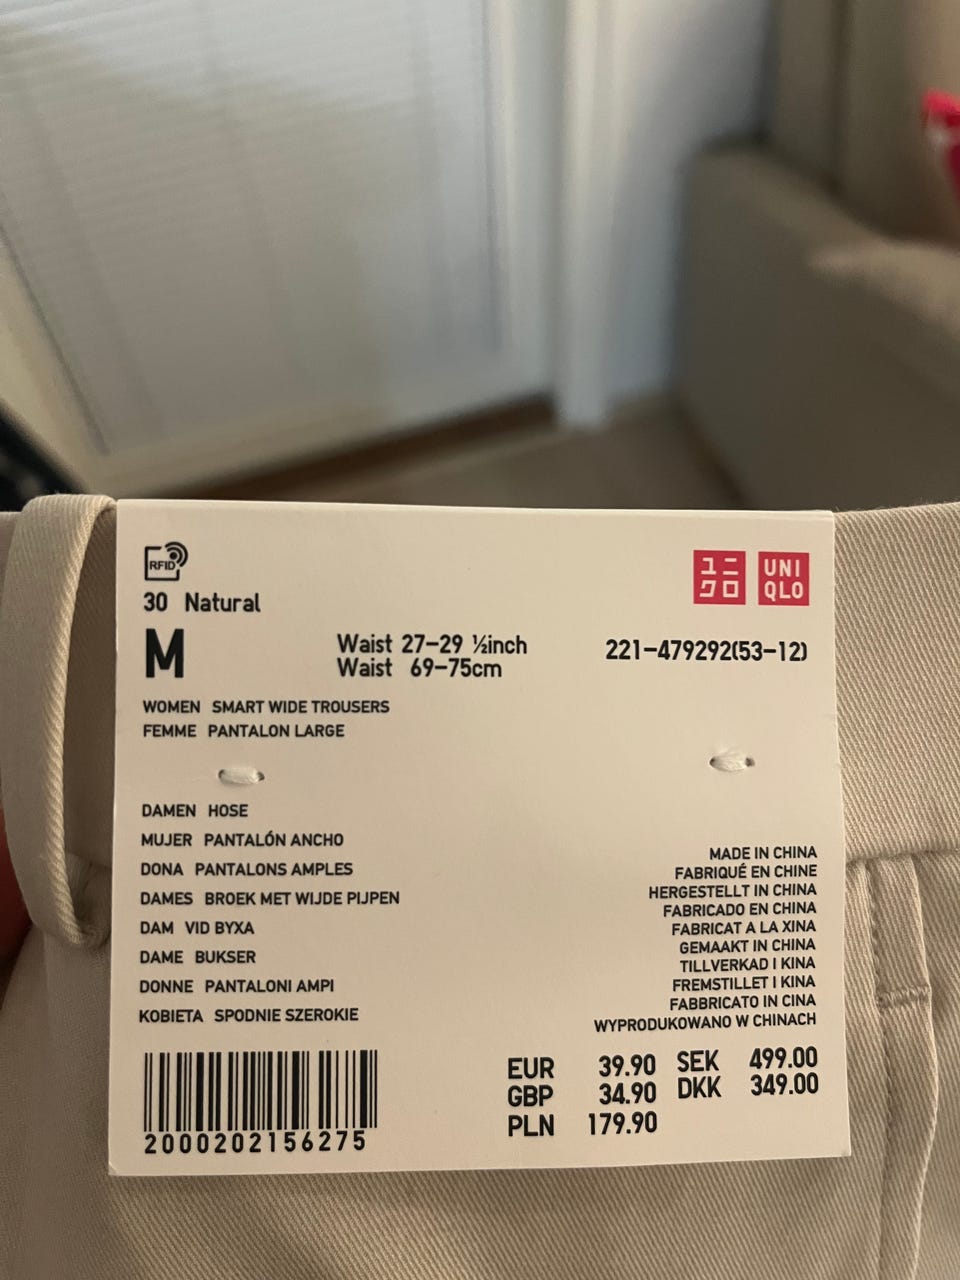 RFID
30 Natural
ユニ
クロ
UNI
QLO
M
Waist 27-29 ½inch
Waist 69-75cm
221-479292(53-12)
WOMEN SMART WIDE TROUSERS
FEMME PANTALON LARGE
DAMEN HOSE
MUJER PANTALÓN ANCHO
DONA PANTALONS AMPLES
DAMES BROEK MET WIJDE PIJPEN
DAM VID BYXA
DAME BUKSER
DONNE PANTALONI AMPI
KOBIETA SPODNIE SZEROKIE
MADE IN CHINA
FABRIQUÉ EN CHINE
HERGESTELLT IN CHINA
FABRICADO EN CHINA
FABRICAT A LA XINA
GEMAAKT IN CHINA
TILLVERKAD I KINA
FREMSTILLET I KINA
FABBRICATO IN CINA
WYPRODUKOWANO W CHINACH
2000202156275
EUR 39.90 SEK 499.00
GBP 34.90 DKK 349.00
PLN 179.90